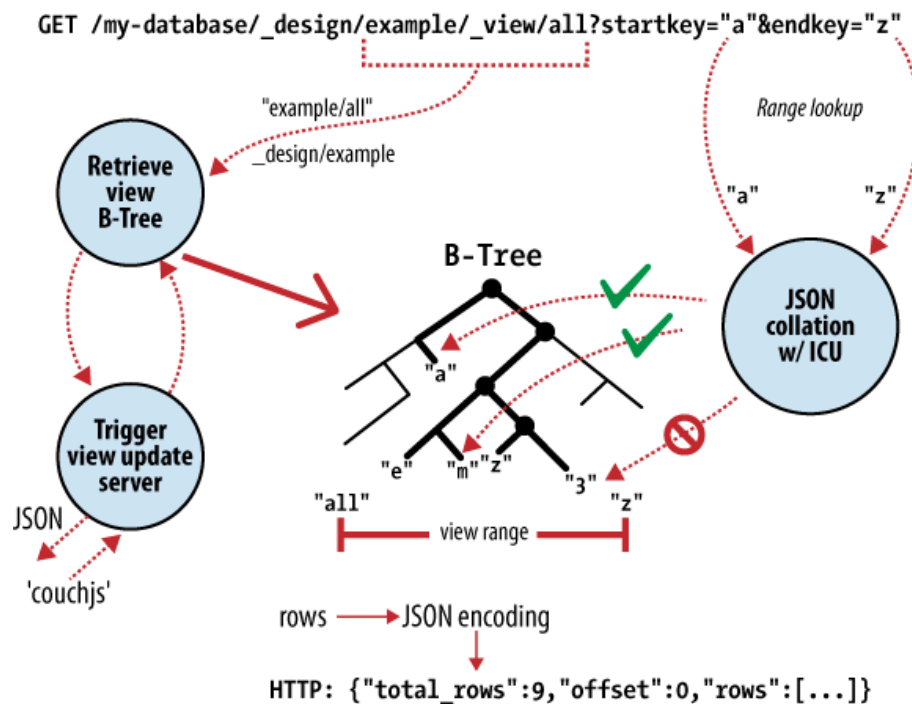 GET /my-database/_design/example/_view/all?startkey="a"&endkey="z"
"example/all"
_design/example
Range lookup
"a"
"z"
Retrieve
view
B-Tree
B-Tree
JSON
collation
w/ ICU
"a"
Trigger
view update
server
"e"
"m"
"z"
"3"
"all"
"z"
view range
JSON
'couchjs'
rows
JSON encoding
HTTP: {"total_rows":9,"offset":0,"rows":[...]}